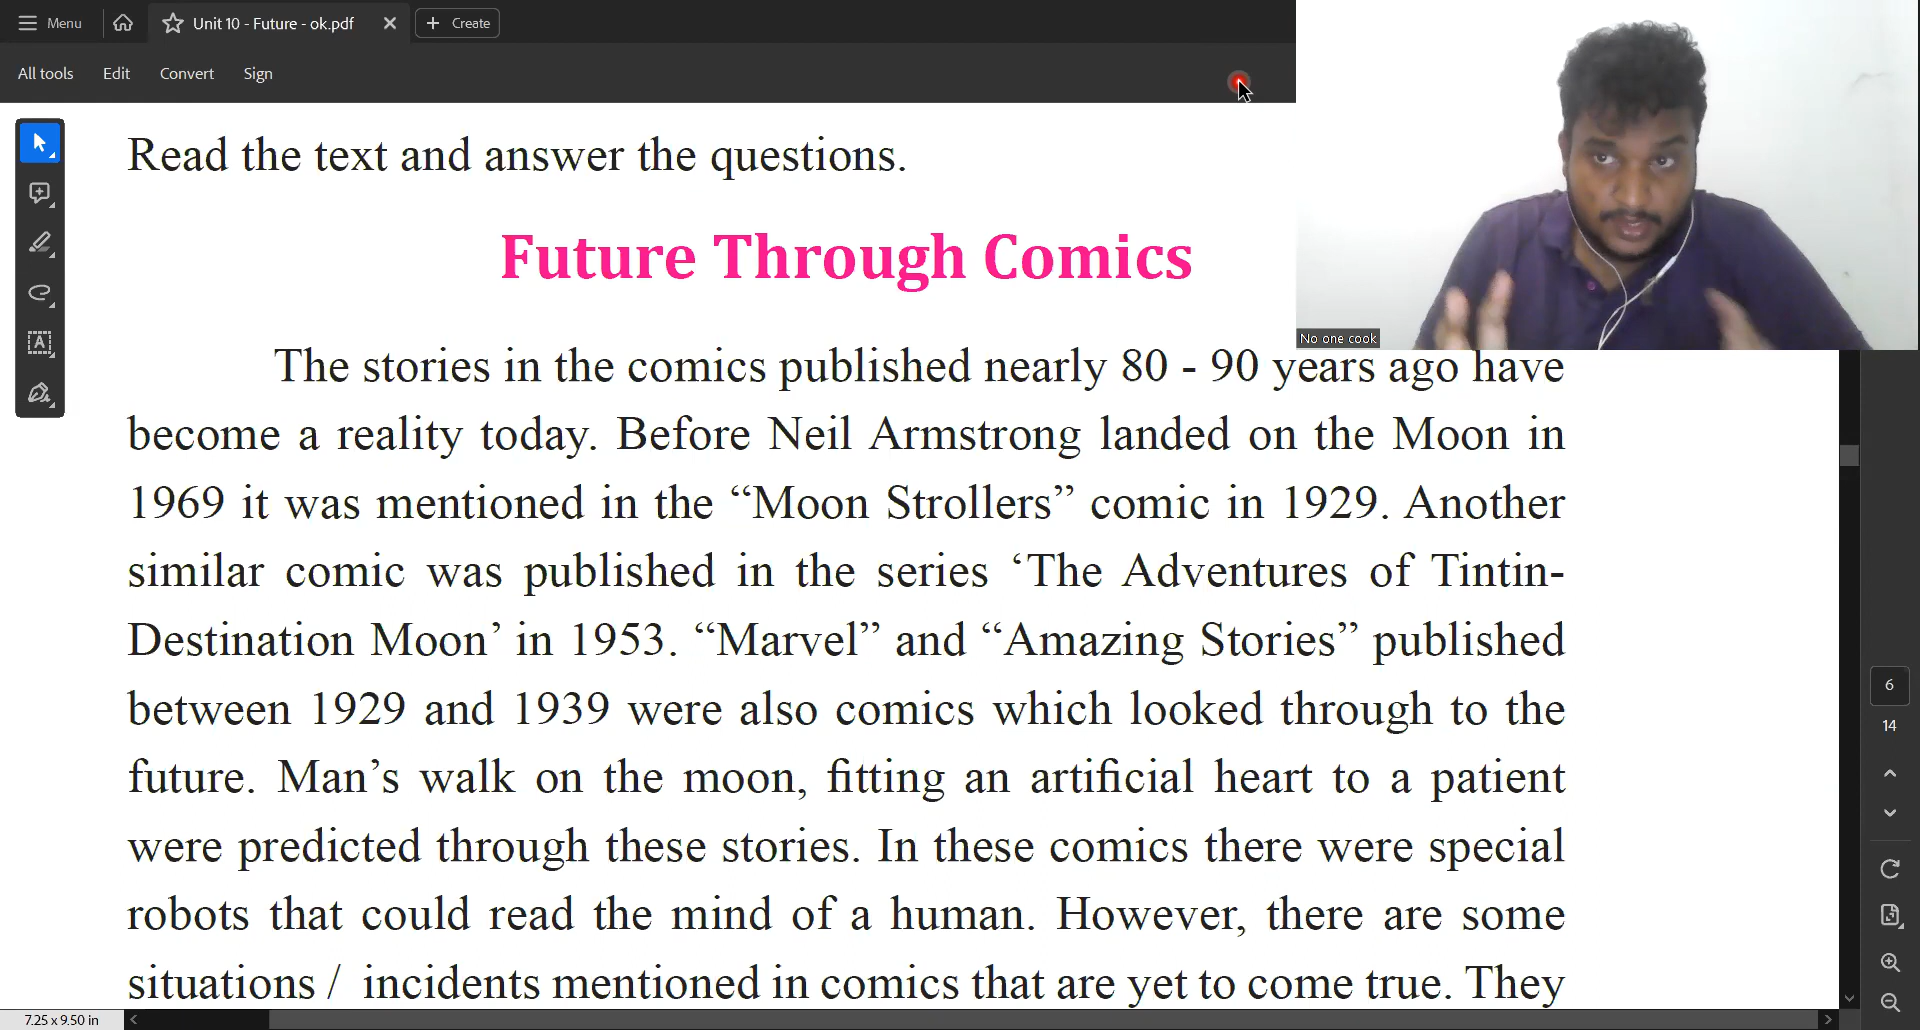 Menu
Unit 10 - Future - ok.pdf
Create
All tools Edit Convert Sign
Read the text and answer the questions.
Future Through Comics
No one cook
The stories in the comics published nearly 80 - 90 years ago have
become a reality today. Before Neil Armstrong landed on the Moon in
1969 it was mentioned in the “Moon Strollers” comic in 1929. Another
similar comic was published in the series ‘The Adventures of Tintin-
Destination Moon’ in 1953. “Marvel” and “Amazing Stories” published
between 1929 and 1939 were also comics which looked through to the
future. Man’s walk on the moon, fitting an artificial heart to a patient
were predicted through these stories. In these comics there were special
robots that could read the mind of a human. However, there are some
situations / incidents mentioned in comics that are yet to come true. They
6
14
7.25 x 9.50 in